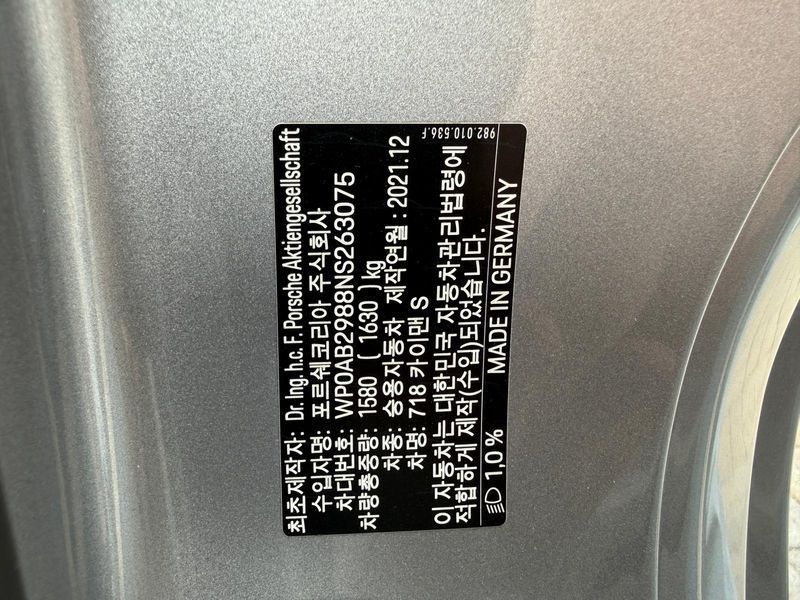 982.010.536.F
최초제작자: Dr. Ing. h.c. F. Porsche Aktiengesellschaft
수입자명: 포르쉐코리아 주식회사
차대번호: WP0AB2988NS263075
차량총중량: 1580 ( 1630 ) kg
차종: 승용자동차 제작연월 : 2021.12
차명: 718 카이맨 S
이 자동차는 대한민국 자동차관리법령에
적합하게 제작(수입)되었습니다.
1,0 % MADE IN GERMANY